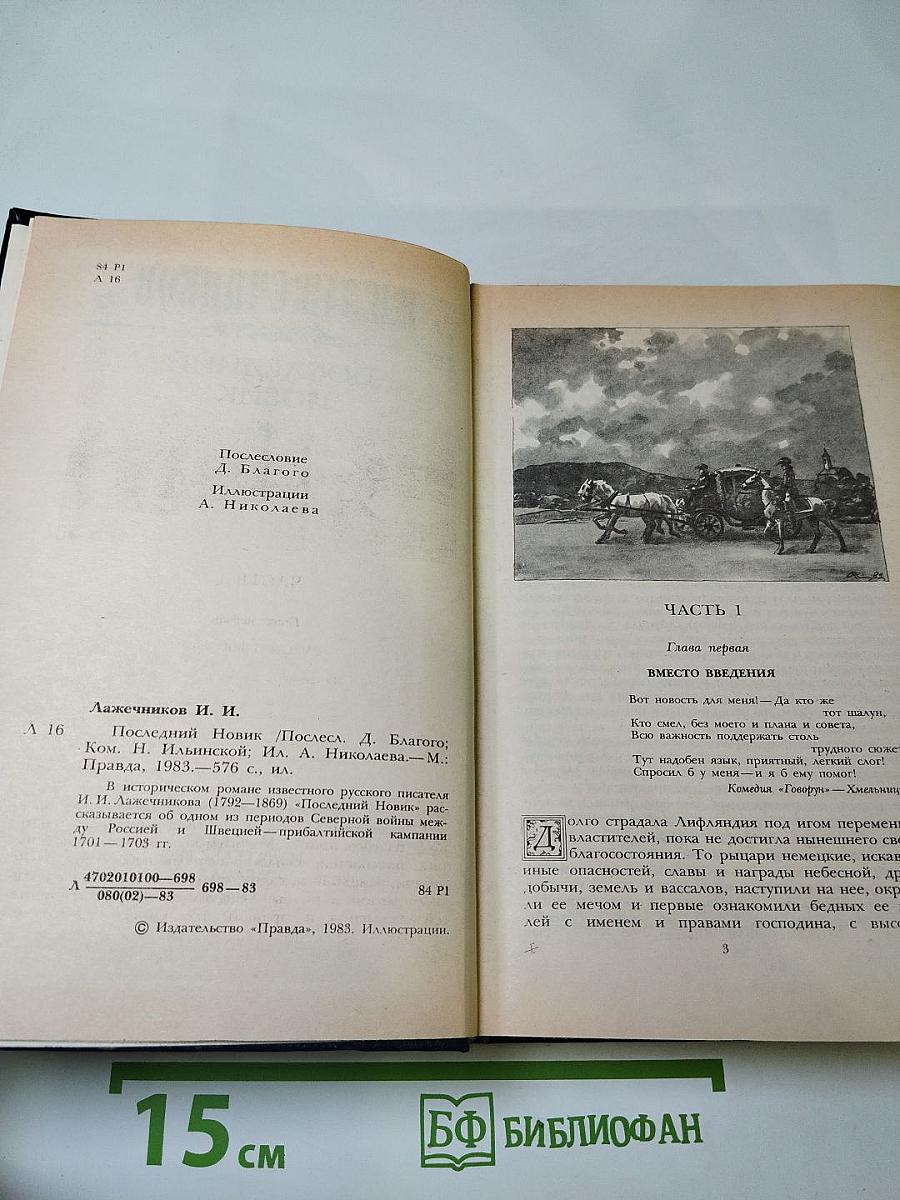 84 Р1
Л 16
Послесловие
Д. Благого
Иллюстрации
А. Николаева
Лажечников И. И.
Л 16 Последний Новик /Послесл. Д. Благого;
Ком. Н. Ильинской; Ил. А. Николаева.—М.:
Правда, 1983.—576 с., ил.
В историческом романе известного русского писателя
И. И. Лажечникова (1792—1869) «Последний Новик» рас-
сказывается об одном из периодов Северной войны меж-
ду Россией и Швецией—прибалтийской кампании
1701—1703 гг.
Л 4702010100—698 698—83 84 Р1
080(02)—83
© Издательство «Правда», 1983. Иллюстрации.
ЧАСТЬ 1
Глава первая
ВМЕСТО ВВЕДЕНИЯ
Вот новость для меня!—Да кто же
тот шалун,
Кто смел, без моего и плана и совета,
Всю важность поддержать столь
трудного сюжет
Тут надобен язык, приятный, легкий слог!
Спросил б у меня—и я б ему помог!
Комедия «Говорун»—Хмельниц
Долго страдала Лифляндия под игом перемен
властителей, пока не достигла нынешнего сво
благосостояния. То рыцари немецкие, искав
иные опасностей, славы и награды небесной, др
добычи, земель и вассалов, наступили на нее, окр
ли ее мечом и первые ознакомили бедных ее
лей с именем и правами господина, с высо
3
15 см
БФ БИБЛИОФАН